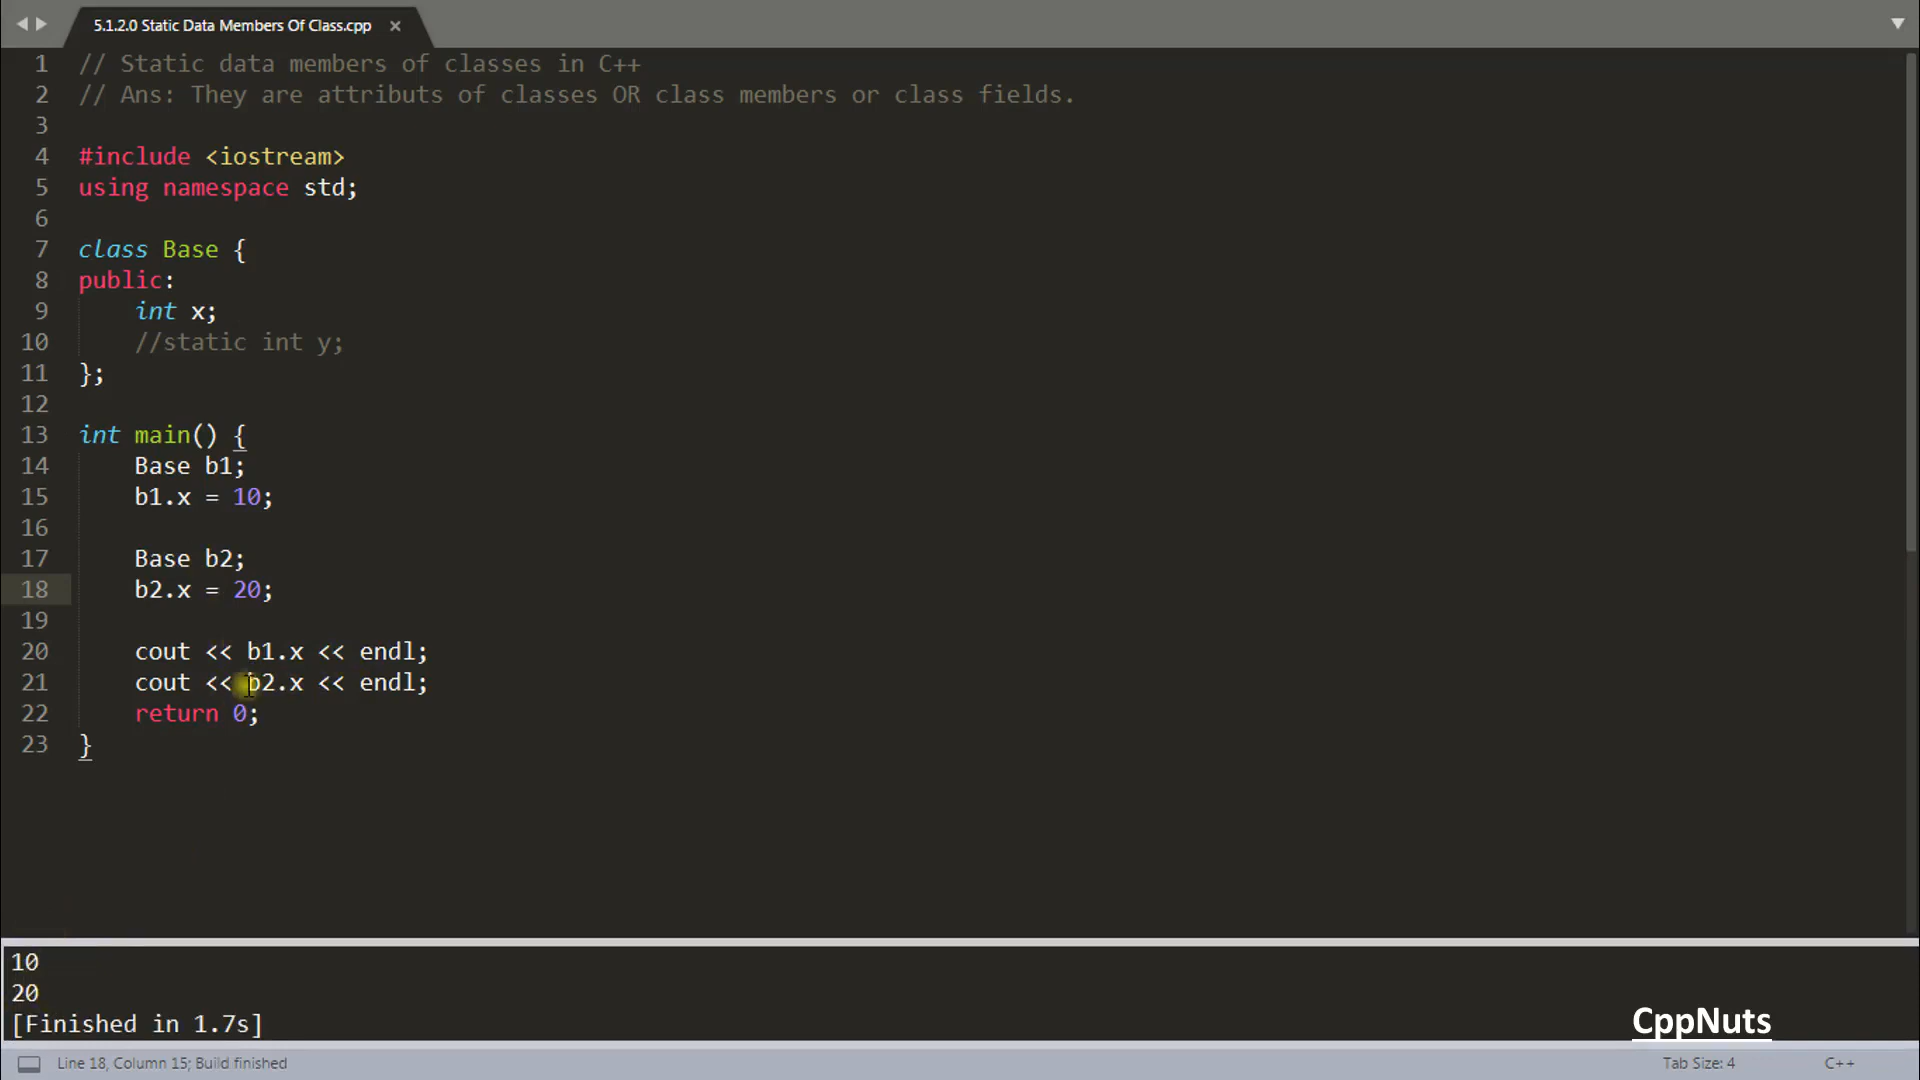 5.1.2.0 Static Data Members Of Class.cpp ×
1 // Static data members of classes in C++
2 // Ans: They are attributs of classes OR class members or class fields.
3
4 #include <iostream>
5 using namespace std;
6
7 class Base {
8 public:
9     int x;
10     //static int y;
11 };
12
13 int main() {
14     Base b1;
15     b1.x = 10;
16
17     Base b2;
18     b2.x = 20;
19
20     cout << b1.x << endl;
21     cout << b2.x << endl;
22     return 0;
23 }
10
20
[Finished in 1.7s]
CppNuts
Line 18, Column 15; Build finished
Tab Size: 4
C++